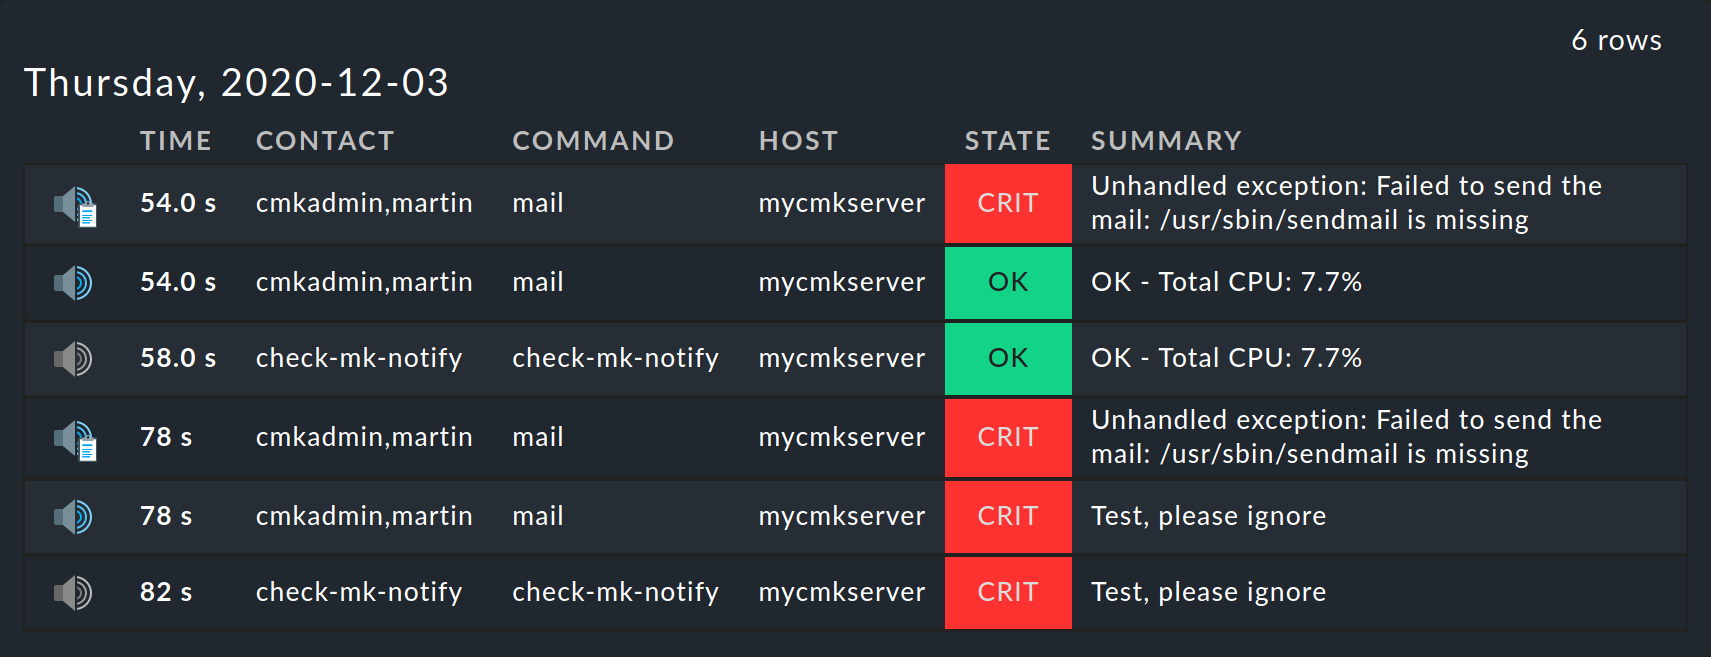 6 rows
Thursday, 2020-12-03
TIME CONTACT COMMAND HOST STATE SUMMARY
54.0 s cmkadmin,martin mail mycmkserver CRIT Unhandled exception: Failed to send the
mail: /usr/sbin/sendmail is missing
54.0 s cmkadmin,martin mail mycmkserver OK OK - Total CPU: 7.7%
58.0 s check-mk-notify check-mk-notify mycmkserver OK OK - Total CPU: 7.7%
78 s cmkadmin,martin mail mycmkserver CRIT Unhandled exception: Failed to send the
mail: /usr/sbin/sendmail is missing
78 s cmkadmin,martin mail mycmkserver CRIT Test, please ignore
82 s check-mk-notify check-mk-notify mycmkserver CRIT Test, please ignore